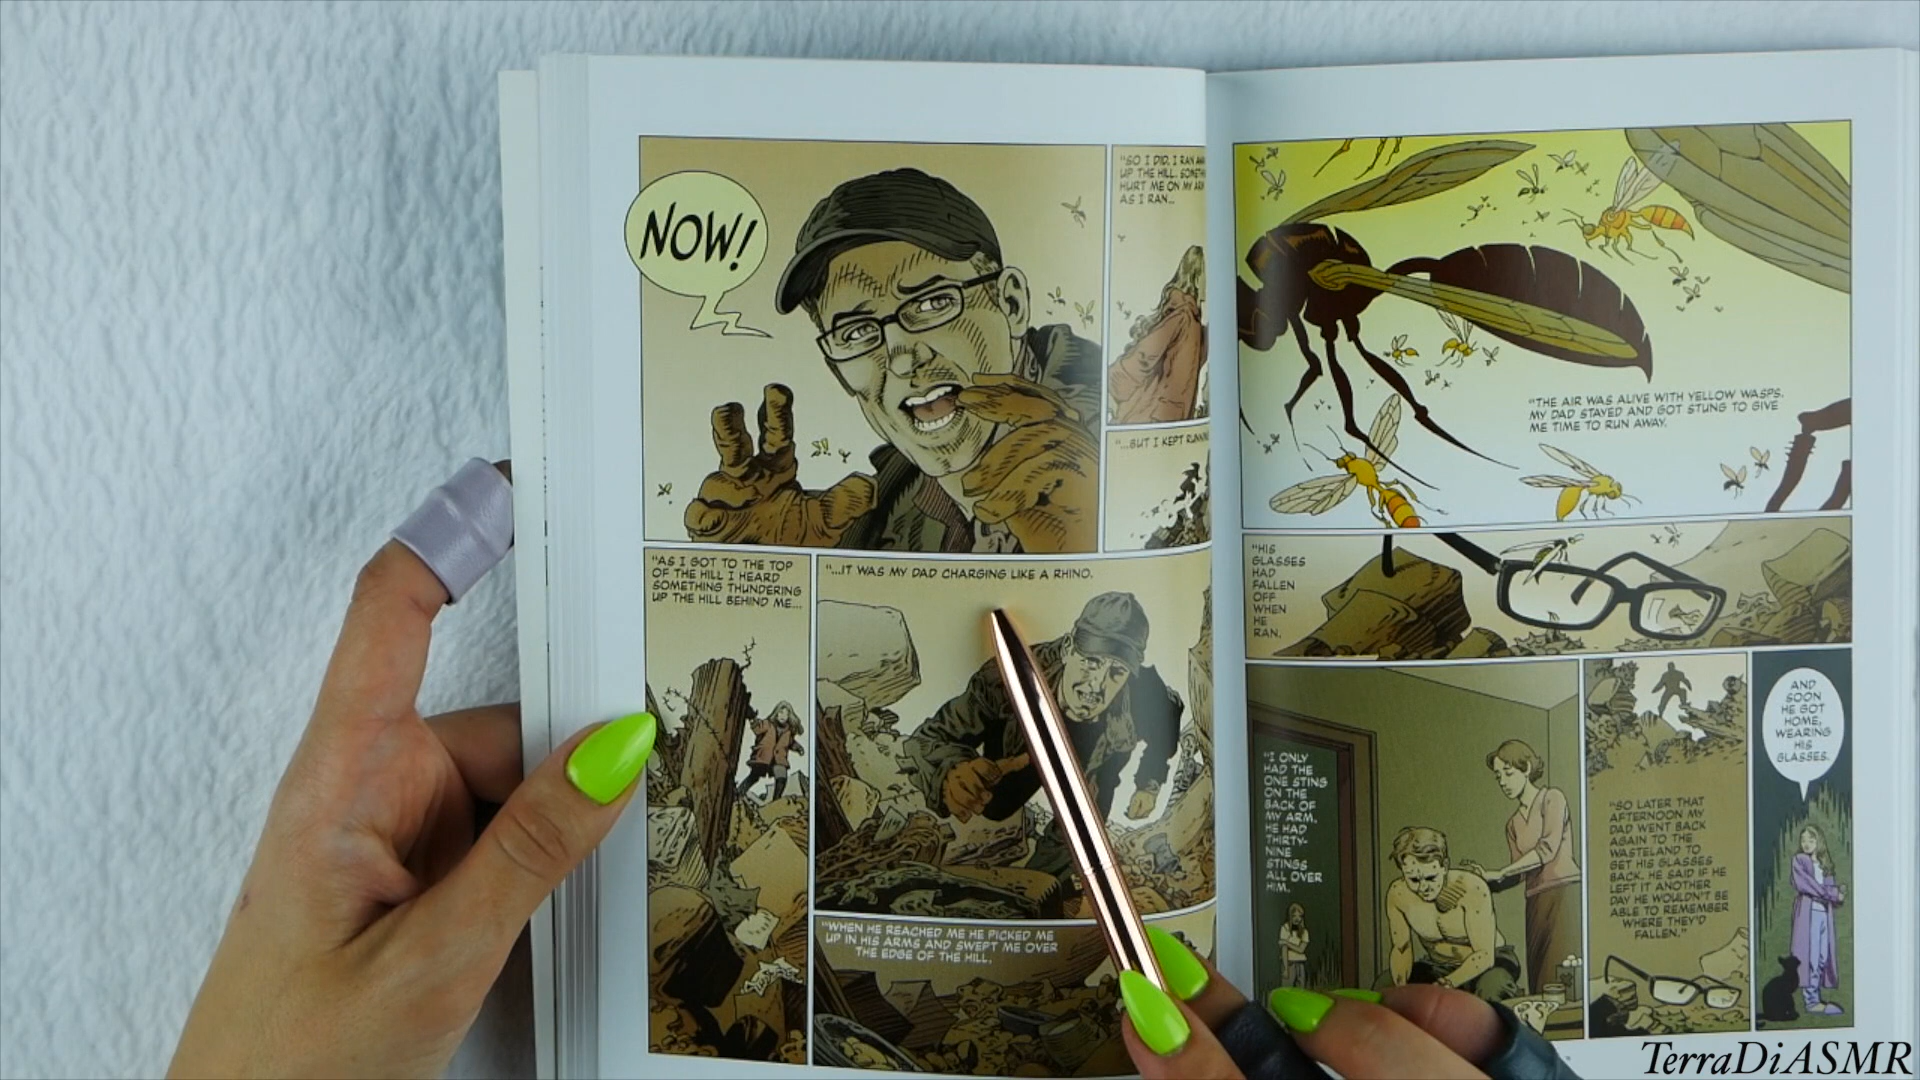 NOW!
"SO I DID. I RAN
UP THE HILL.
HURT ME ON MY
AS I RAN...
"...BUT I KEPT
"AS I GOT TO THE TOP
OF THE HILL I HEARD
SOMETHING THUNDERING
UP THE HILL BEHIND ME...
"...IT WAS MY DAD CHARGING LIKE A RHINO.
"WHEN HE REACHED ME HE PICKED ME
UP IN HIS ARMS AND SWEPT ME OVER
THE EDGE OF THE HILL.
"THE AIR WAS ALIVE WITH YELLOW WASPS.
MY DAD STAYED AND GOT STUNG TO GIVE
ME TIME TO RUN AWAY.
"HIS
GLASSES
HAD
FALLEN
OFF
WHEN
HE
RAN.
"I ONLY
HAD THE
ONE STING
ON THE
BACK OF
MY ARM.
HE HAD
THIRTY-
NINE
STINGS
ALL OVER
HIM.
"SO LATER THAT
AFTERNOON MY
DAD WENT BACK
AGAIN TO THE
WASTELAND TO
GET HIS GLASSES
BACK. HE SAID IF HE
LEFT IT ANOTHER
DAY HE WOULDN'T BE
ABLE TO REMEMBER
WHERE THEY'D
FALLEN."
AND
SOON
HE GOT
HOME,
WEARING
HIS
GLASSES.
TerraDiASMR